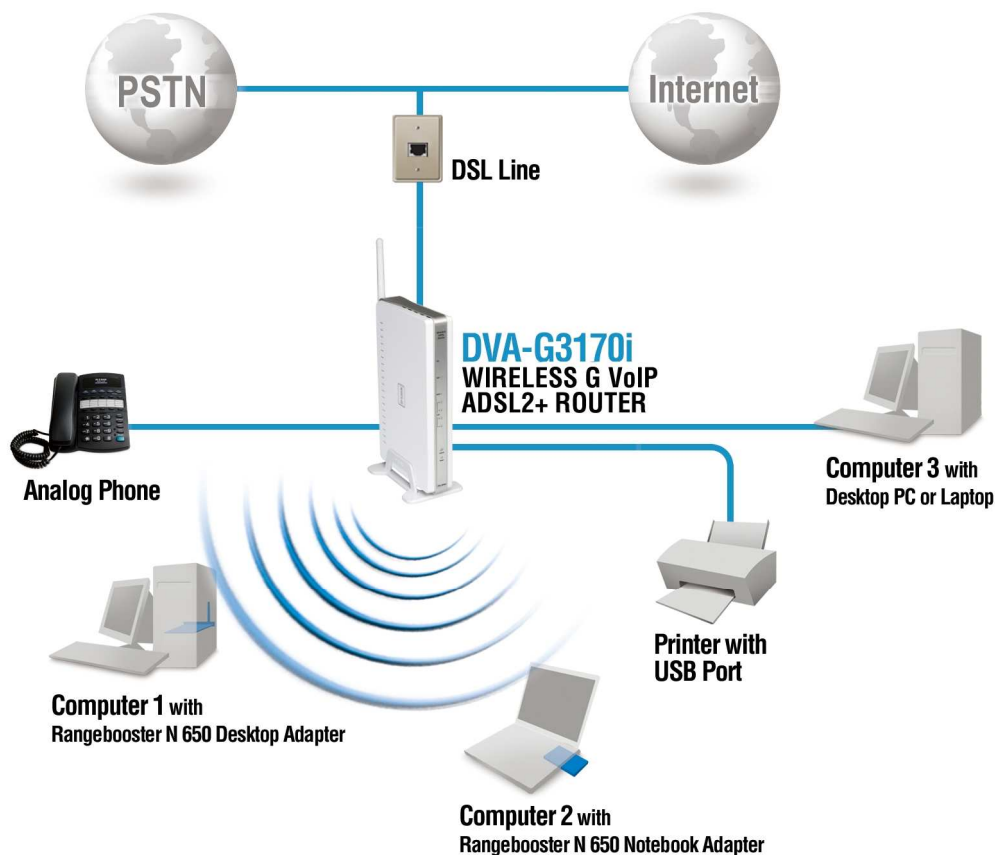 PSTN
Internet
DSL Line
DVA-G3170i
WIRELESS G VoIP
ADSL2+ ROUTER
Analog Phone
Computer 3 with
Desktop PC or Laptop
Printer with
USB Port
Computer 1 with
Rangebooster N 650 Desktop Adapter
Computer 2 with
Rangebooster N 650 Notebook Adapter